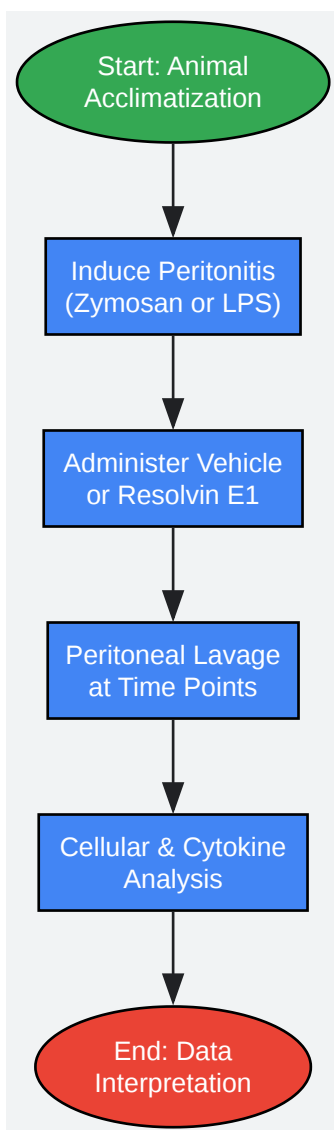 Start: Animal
Acclimatization
Induce Peritonitis
(Zymosan or LPS)
Administer Vehicle
or Resolvin E1
Peritoneal Lavage
at Time Points
Cellular & Cytokine
Analysis
End: Data
Interpretation